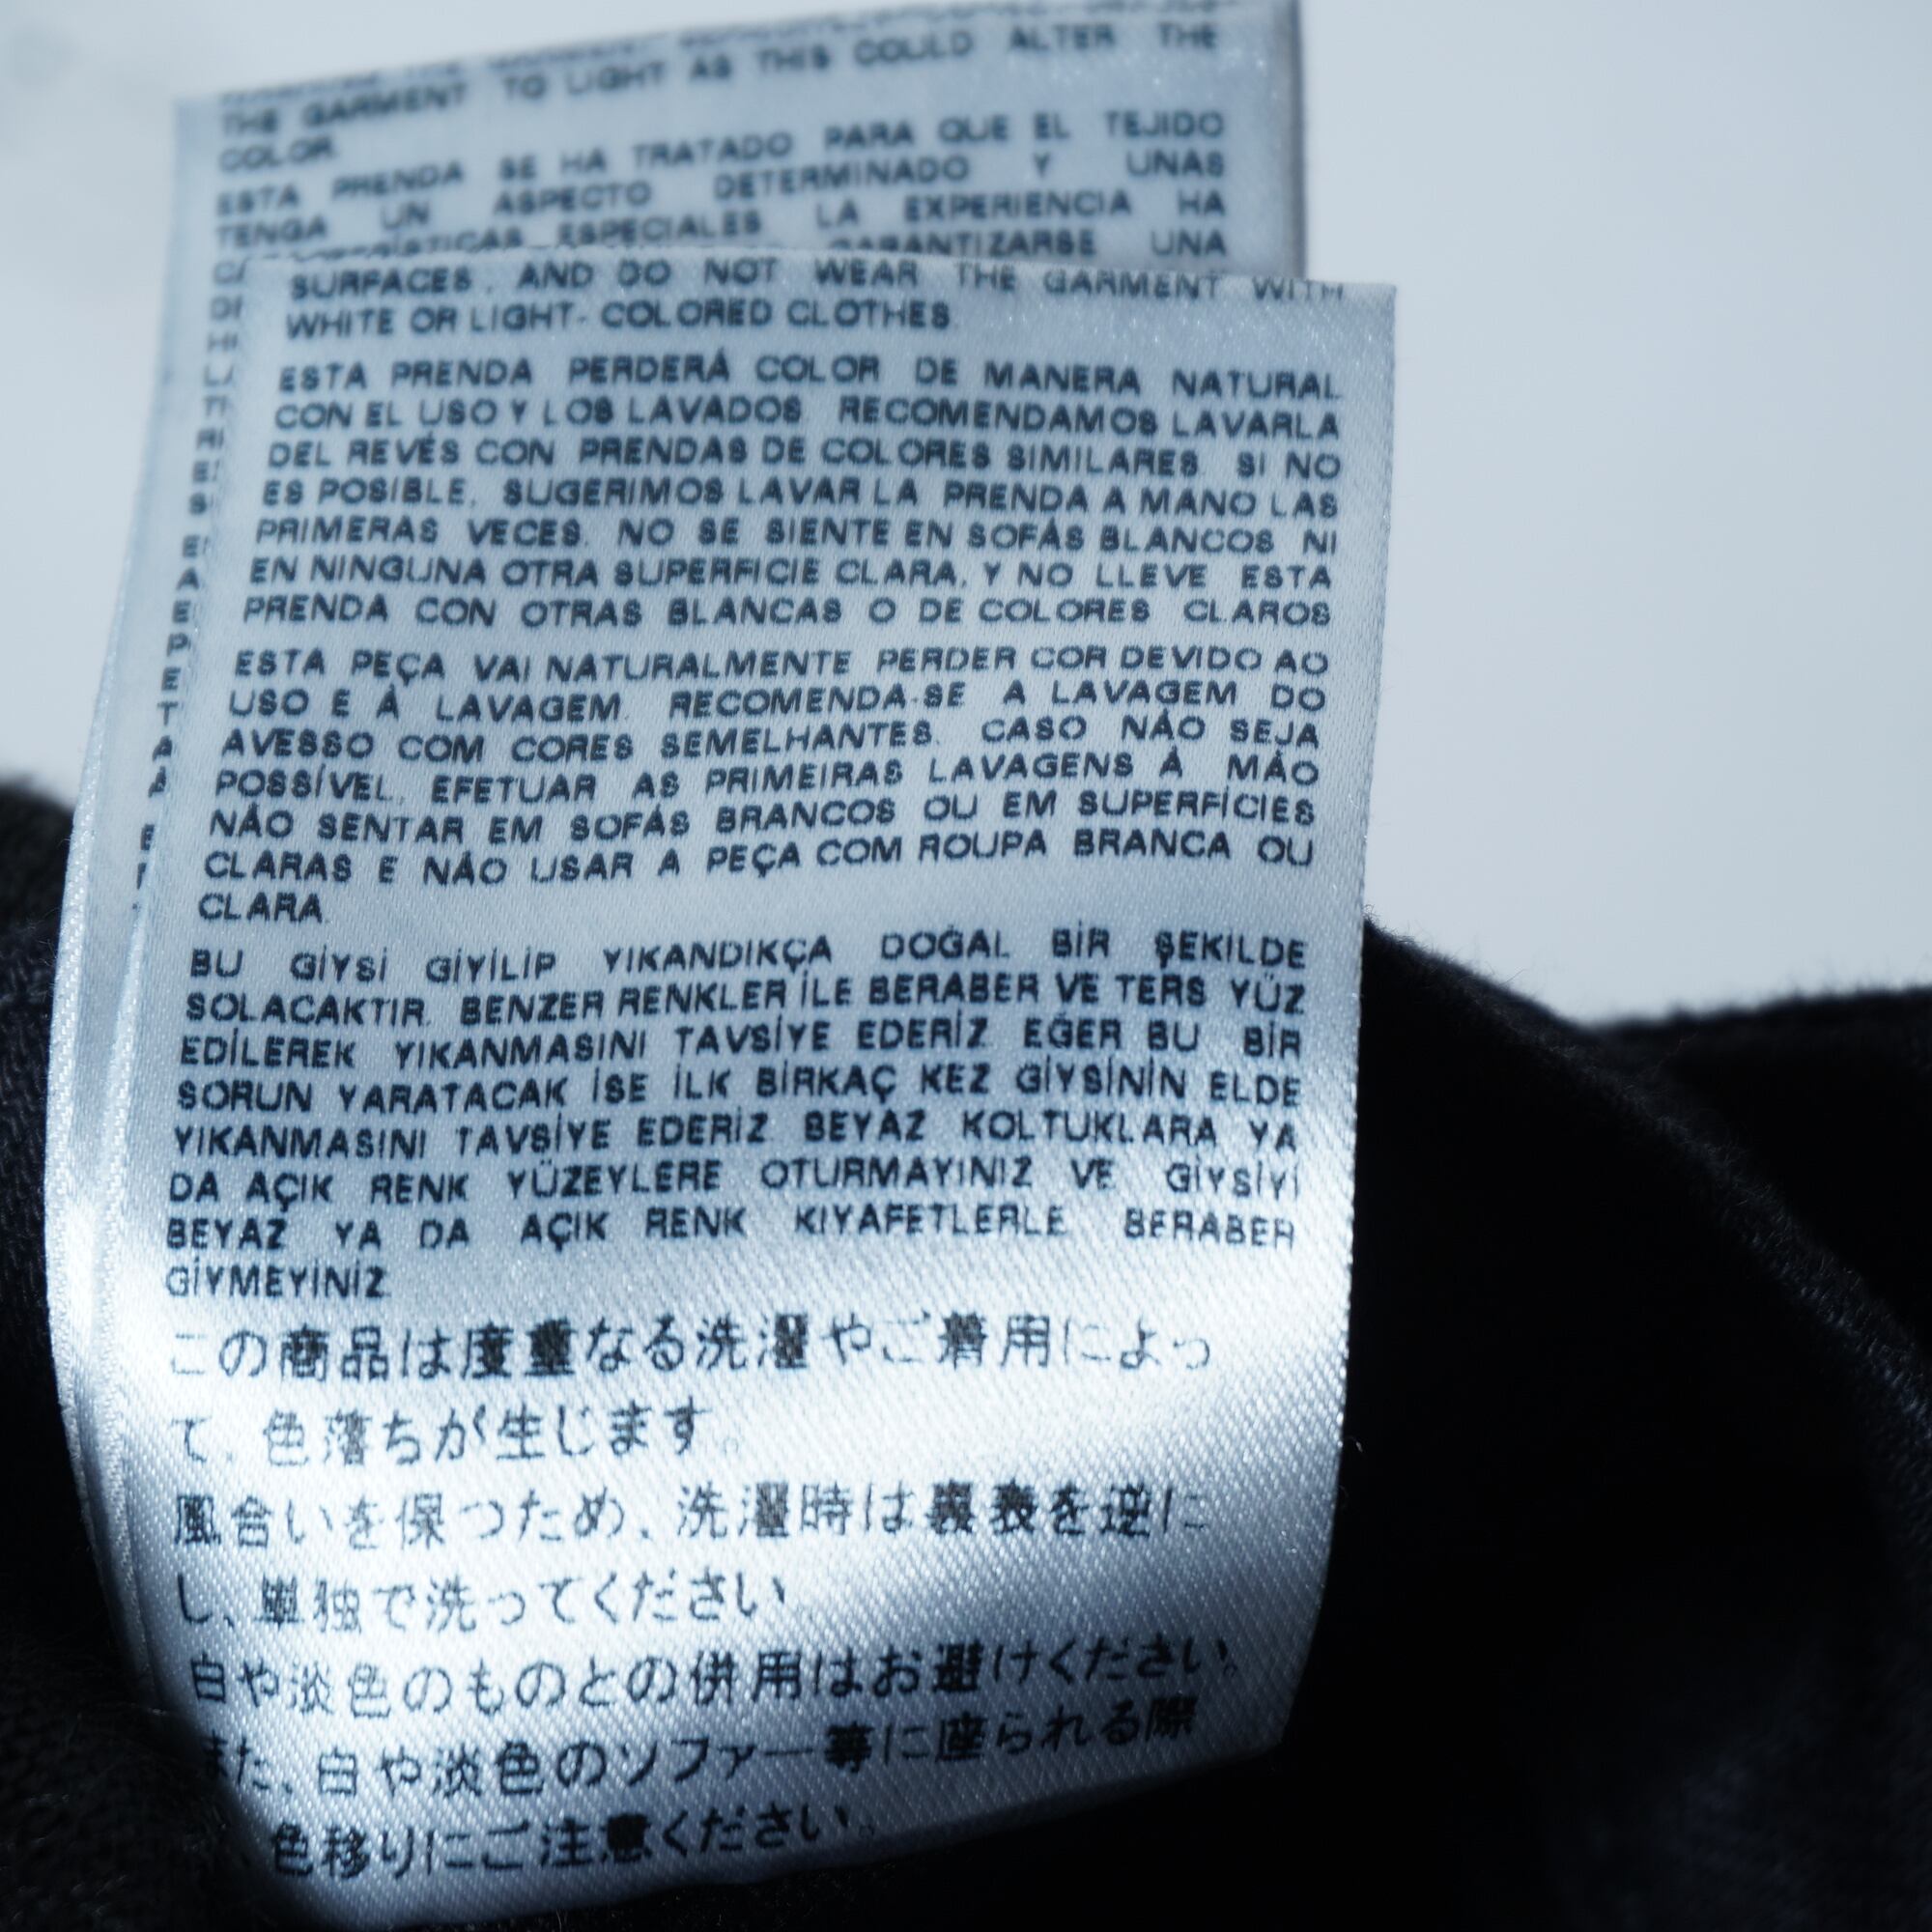 THE GARMENT TO LIGHT AS THIS COULD ALTER THE
COLOR
ESTA PRENDA SE HA TRATADO PARA QUE EL TEJIDO
TENGA UN ASPECTO DETERMINADO Y UNAS
ESPECIALES LA EXPERIENCIA HA
GARANTIZARSE UNA
SURFACES. AND DO NOT WEAR THE GARMENT WITH
WHITE OR LIGHT-COLORED CLOTHES.
ESTA PRENDA PERDERÁ COLOR DE MANERA NATURAL
CON EL USO Y LOS LAVADOS RECOMENDAMOS LAVARLA
DEL REVÉS CON PRENDAS DE COLORES SIMILARES. SI NO
ES POSIBLE, SUGERIMOS LAVAR LA PRENDA A MANO LAS
PRIMERAS VECES. NO SE SIENTE EN SOFÁS BLANCOS NI
EN NINGUNA OTRA SUPERFICIE CLARA, Y NO LLEVE ESTA
PRENDA CON OTRAS BLANCAS O DE COLORES CLAROS
ESTA PEÇA VAI NATURALMENTE PERDER COR DEVIDO AO
USO E À LAVAGEM. RECOMENDA-SE A LAVAGEM DO
AVESSO COM CORES SEMELHANTES. CASO NÃO SEJA
POSSÍVEL, EFETUAR AS PRIMEIRAS LAVAGENS À MÃO
NÃO SENTAR EM SOFÁS BRANCOS OU EM SUPERFÍCIES
CLARAS E NÃO USAR A PEÇA COM ROUPA BRANCA OU
CLARA.
BU GİYSİ GİYİLİP YIKANDIKÇA DOĞAL BİR ŞEKİLDE
SOLACAKTIR. BENZER RENKLER İLE BERABER VE TERS YÜZ
EDİLEREK YIKANMASINI TAVSİYE EDERİZ EĞER BU BİR
SORUN YARATACAK İSE İLK BİRKAÇ KEZ GİYSİNİN ELDE
YIKANMASINI TAVSİYE EDERİZ. BEYAZ KOLTUKLARA YA
DA AÇIK RENK YÜZEYLERE OTURMAYINIZ VE GİYSİYİ
BEYAZ YA DA AÇIK RENK KIYAFETLERLE BERABER
GİYMEYİNİZ.
この商品は度重なる洗濯やご着用によっ
て、色落ちが生じます。
風合いを保つため、洗濯時は裏表を逆に
し、単独で洗ってください
白や淡色のものとの併用はお避けください。
また、白や淡色のソファー等に座られる際
色移りにご注意ください。